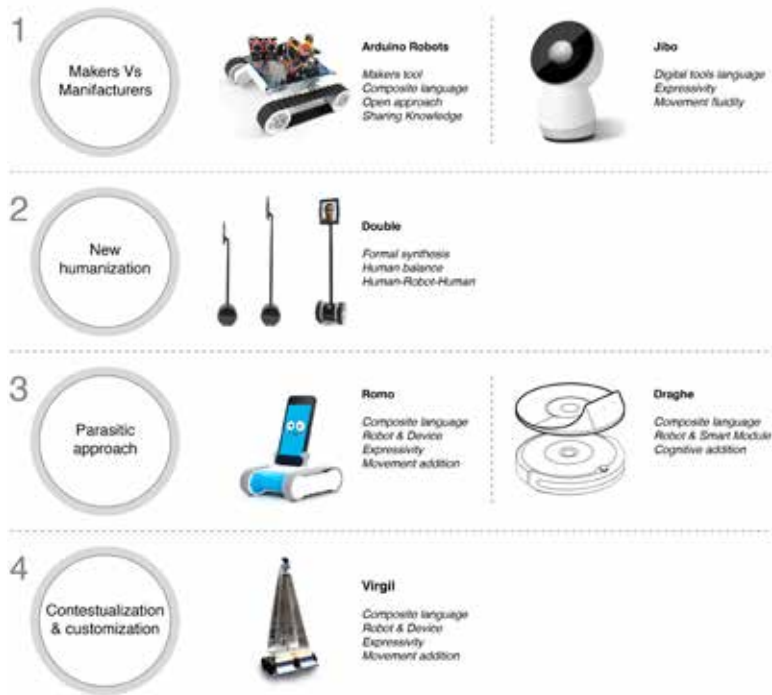 1
Makers Vs
Manifacturers
Arduino Robots
Makers tool
Composite language
Open approach
Sharing Knowledge
Jibo
Digital tools language
Expressivity
Movement fluidity
2
New
humanization
Double
Formal synthesis
Human balance
Human-Robot-Human
3
Parasitic
approach
Romo
Composite language
Robot & Device
Expressivity
Movement addition
Draghe
Composite language
Robot & Smart Module
Cognitive addition
4
Contestualization
& customization
Virgil
Composite language
Robot & Device
Expressivity
Movement addition